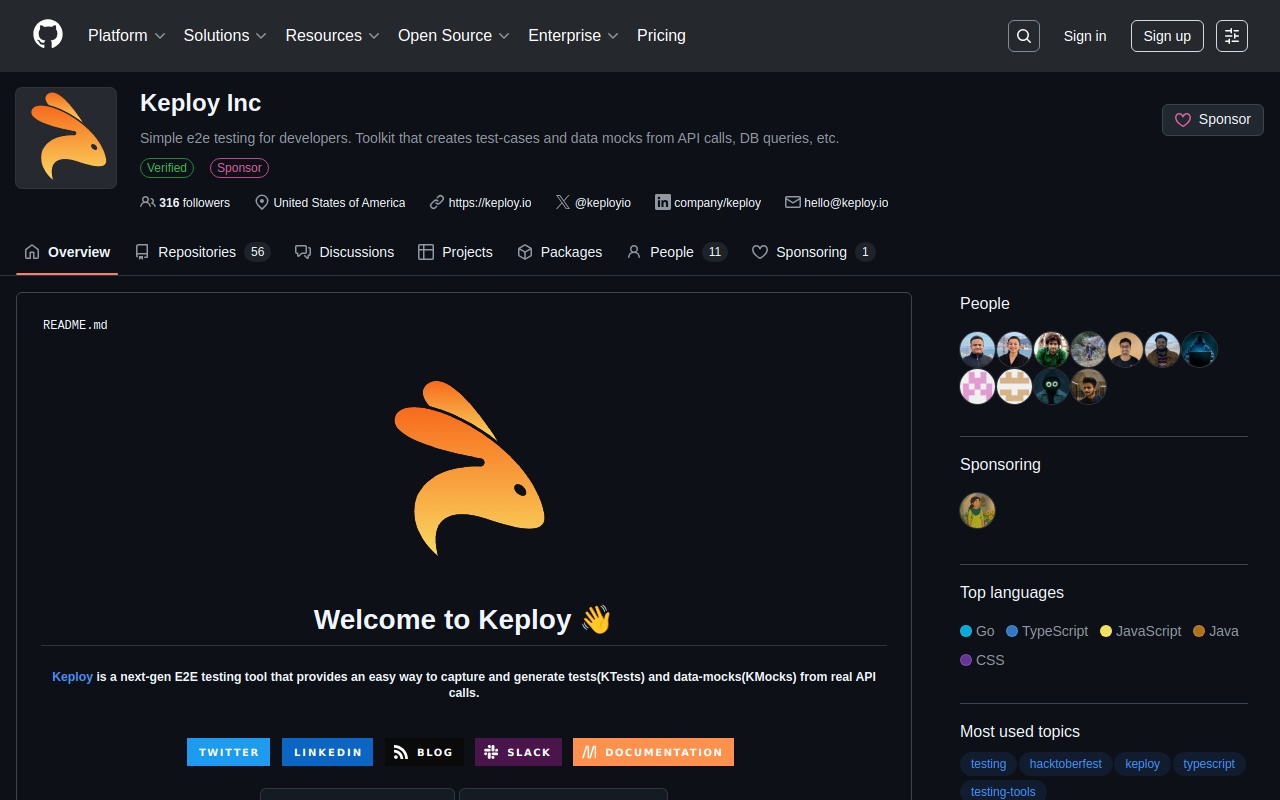 Platform Solutions Resources Open Source Enterprise Pricing Sign in Sign up
Keploy Inc
Simple e2e testing for developers. Toolkit that creates test-cases and data mocks from API calls, DB queries, etc.
Sponsor
Verified Sponsor
316 followers United States of America https://keploy.io @keployio company/keploy hello@keploy.io
Overview Repositories 56 Discussions Projects Packages People 11 Sponsoring 1
README.md
Welcome to Keploy 👋
Keploy is a next-gen E2E testing tool that provides an easy way to capture and generate tests(KTests) and data-mocks(KMocks) from real API
calls.
TWITTER LINKEDIN BLOG SLACK DOCUMENTATION
People
Sponsoring
Top languages
Go TypeScript JavaScript Java
CSS
Most used topics
testing hacktoberfest keploy typescript
testing-tools